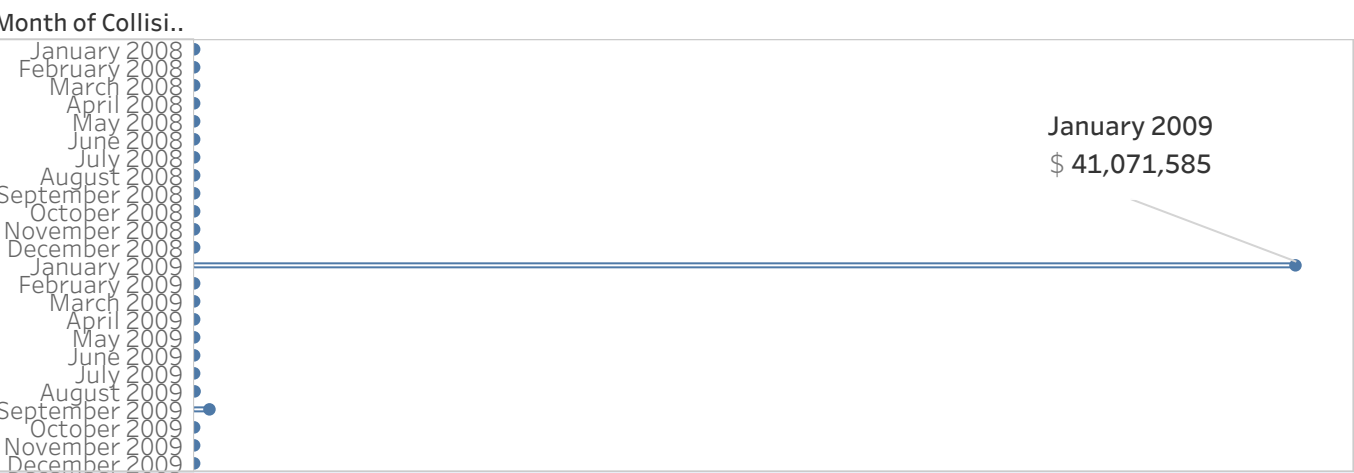 Month of Collisi..
January 2008
February 2008
March 2008
April 2008
May 2008
June 2008
July 2008
August 2008
September 2008
October 2008
November 2008
December 2008
January 2009
February 2009
March 2009
April 2009
May 2009
June 2009
July 2009
August 2009
September 2009
October 2009
November 2009
December 2009
January 2009
$ 41,071,585